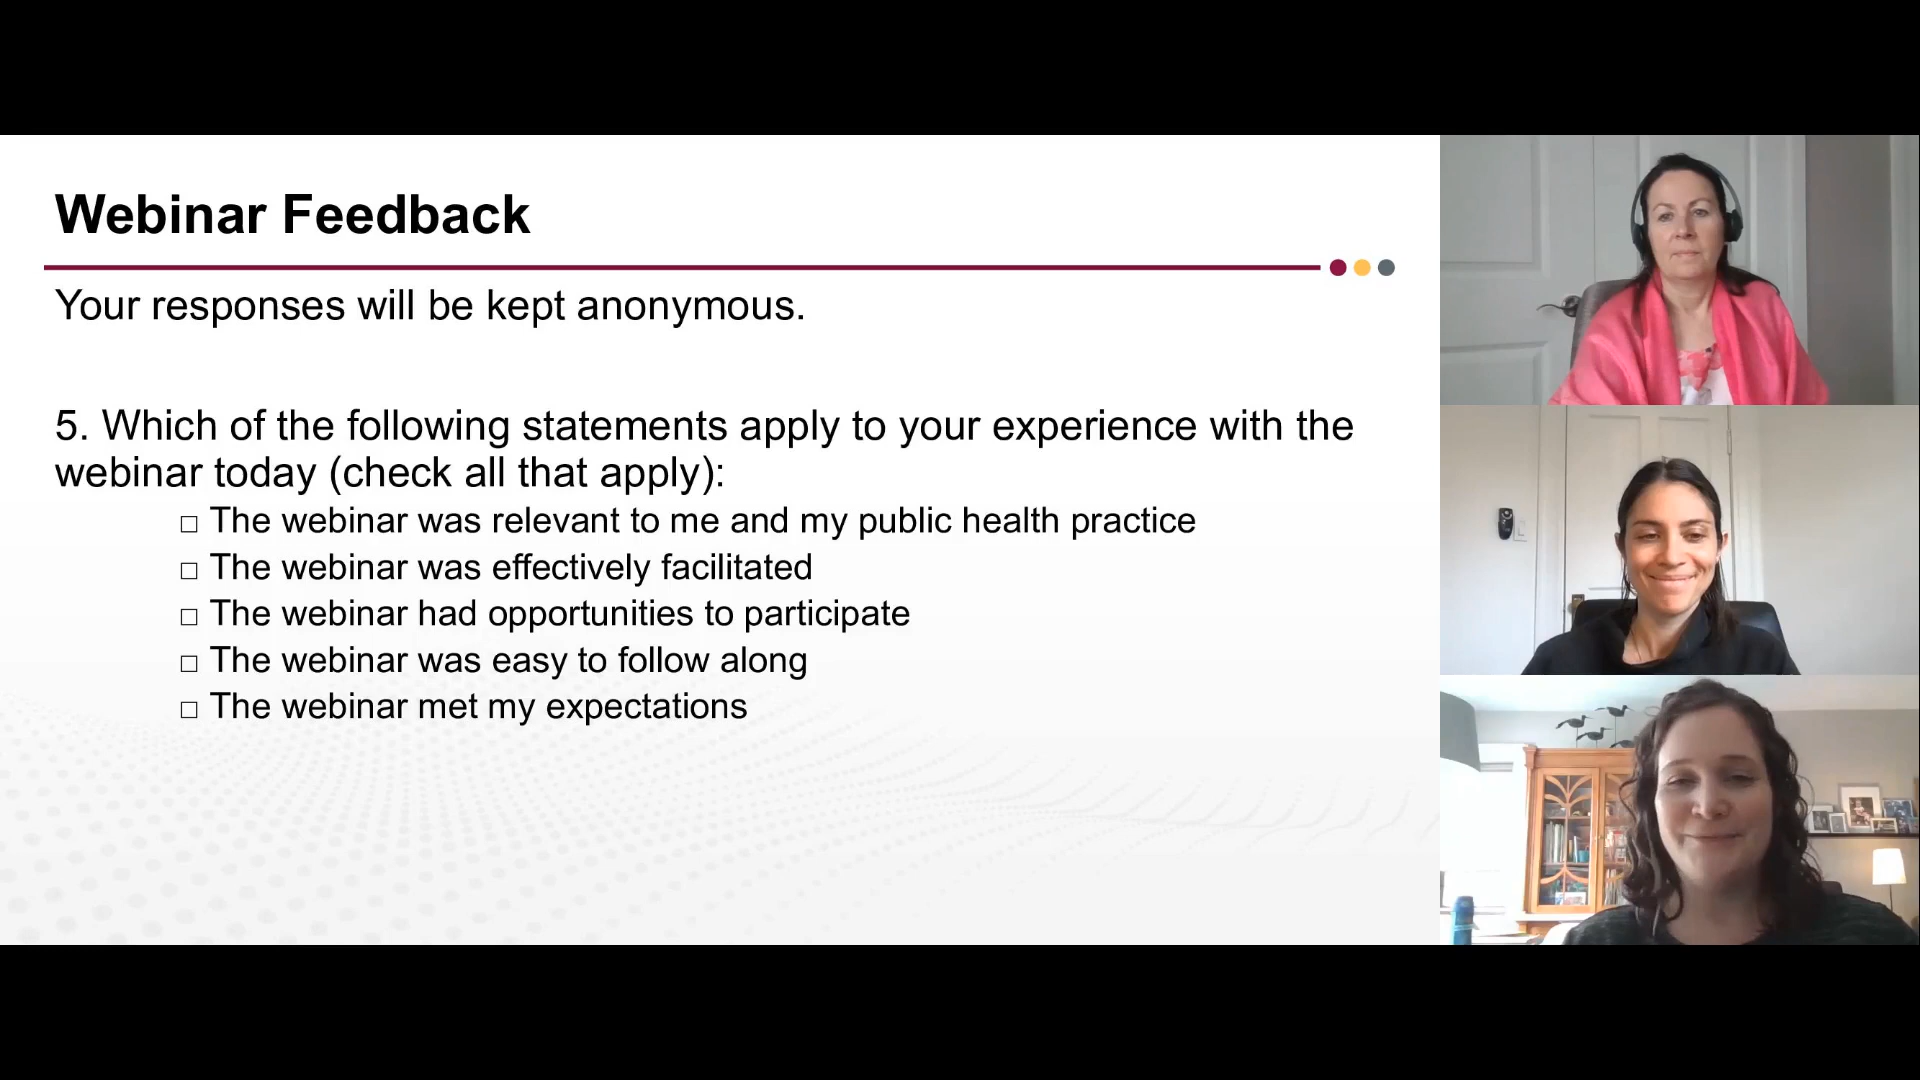 Webinar Feedback
Your responses will be kept anonymous.
5. Which of the following statements apply to your experience with the
webinar today (check all that apply):
□ The webinar was relevant to me and my public health practice
□ The webinar was effectively facilitated
□ The webinar had opportunities to participate
□ The webinar was easy to follow along
□ The webinar met my expectations